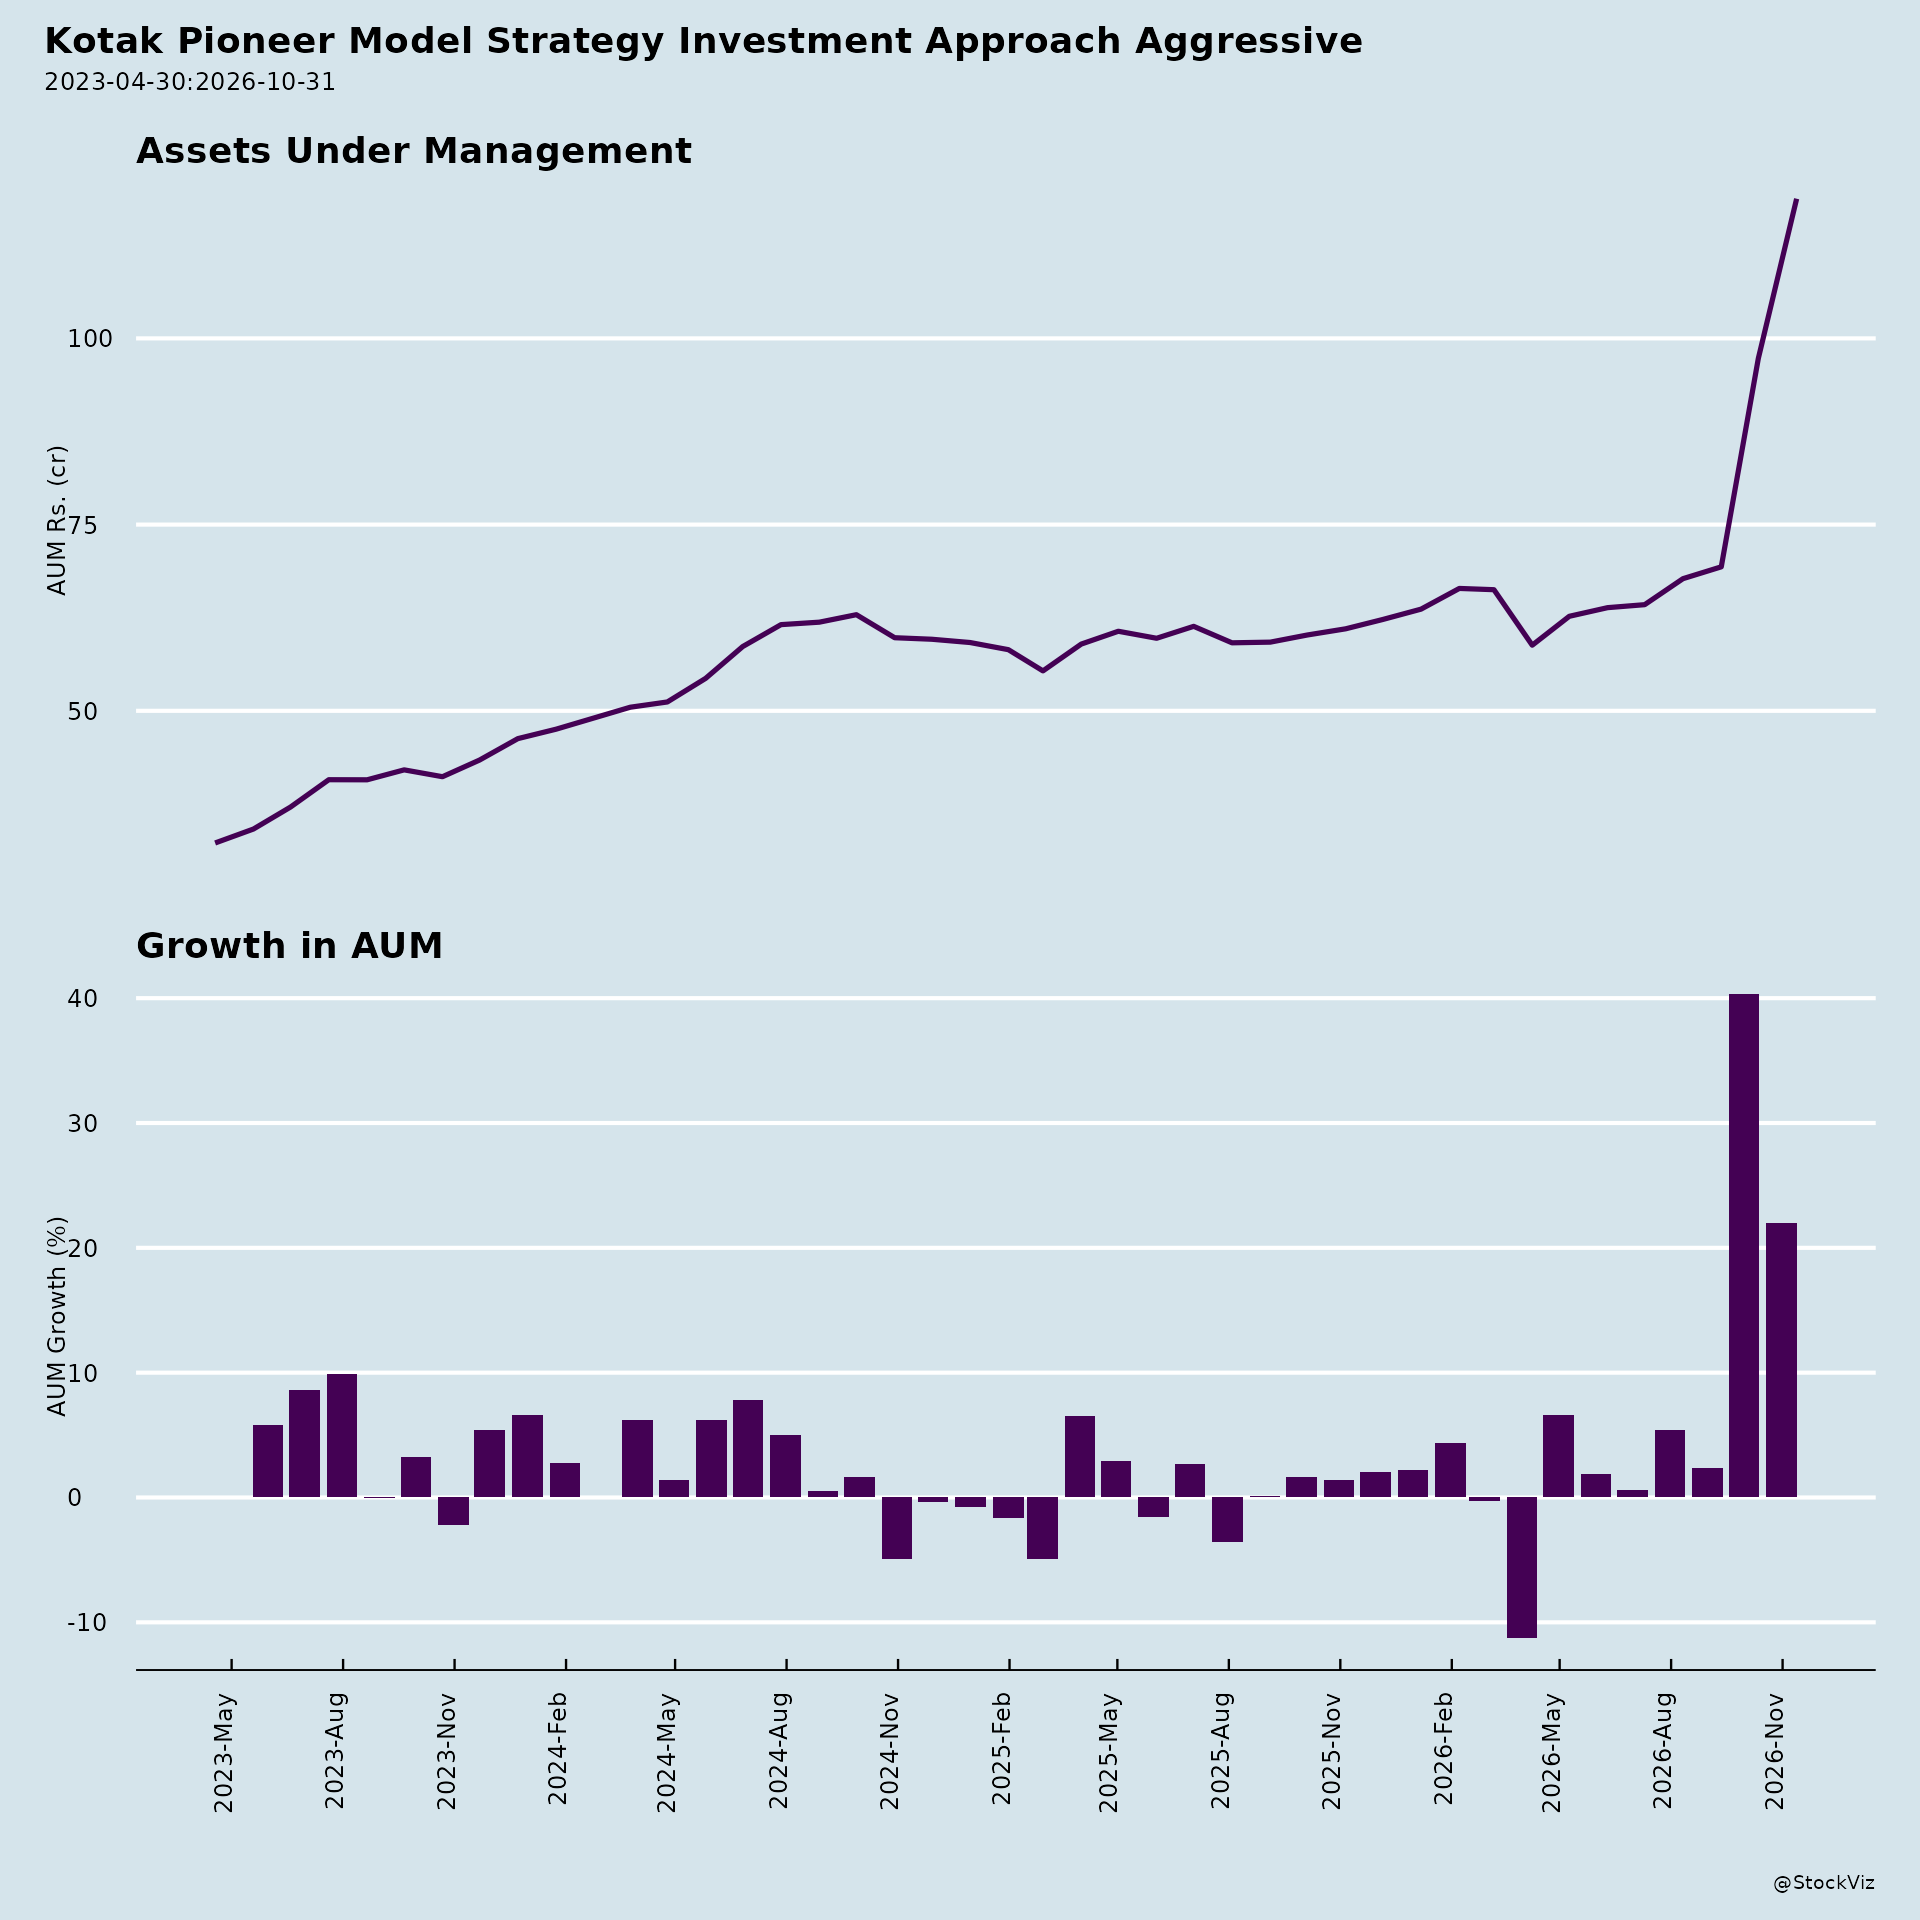 Kotak Pioneer Model Strategy Investment Approach Aggressive
2023-04-30:2026-10-31
Assets Under Management
AUM Rs. (cr)
100
75
50
Growth in AUM
AUM Growth (%)
40
30
20
10
0
-10
2023-May
2023-Aug
2023-Nov
2024-Feb
2024-May
2024-Aug
2024-Nov
2025-Feb
2025-May
2025-Aug
2025-Nov
2026-Feb
2026-May
2026-Aug
2026-Nov
@StockViz